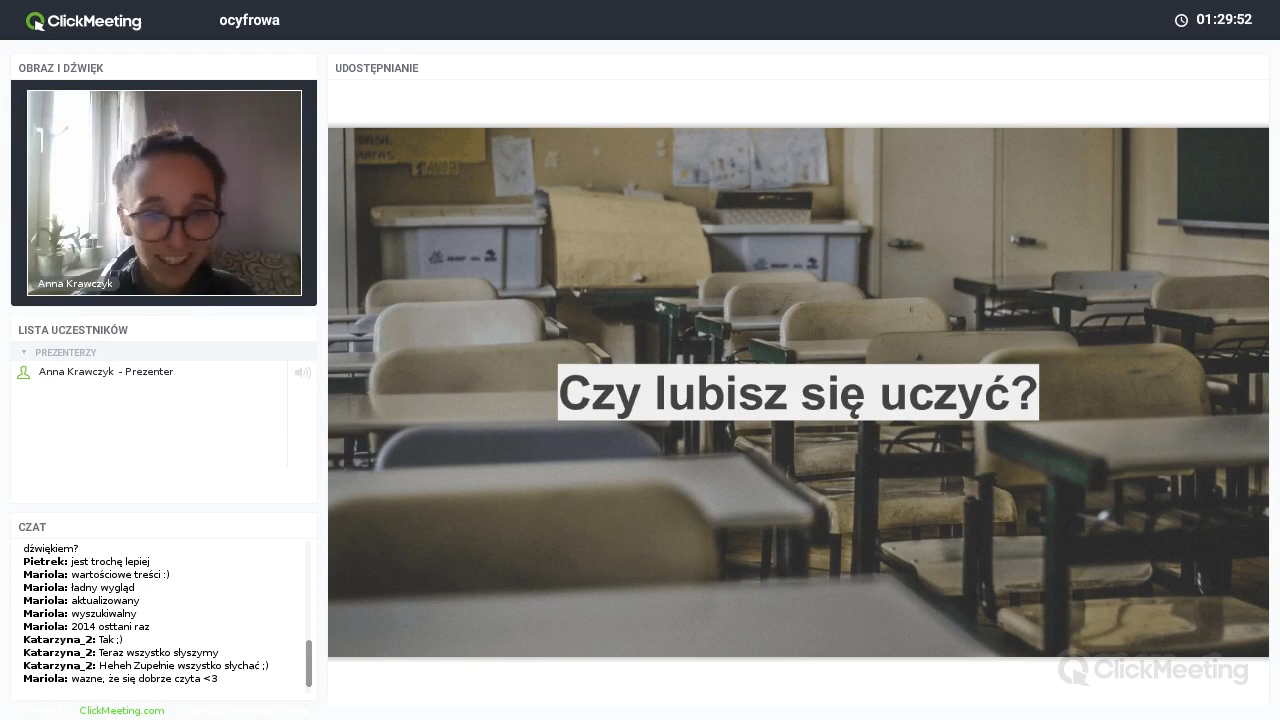 ClickMeeting
ocyfrowa
01:29:52
OBRAZ I DŹWIĘK
Anna Krawczyk
LISTA UCZESTNIKÓW
PREZENTERZY
Anna Krawczyk - Prezenter
CZAT
dźwiękiem?
Pietrek: jest trochę lepiej
Mariola: wartościowe treści :)
Mariola: ładny wygląd
Mariola: aktualizowany
Mariola: wyszukiwalny
Mariola: 2014 osttani raz
Katarzyna_2: Tak ;)
Katarzyna_2: Teraz wszystko słyszymy
Katarzyna_2: Heheh Zupełnie wszystko słychać ;)
Mariola: wazne, że się dobrze czyta <3
ClickMeeting.com
UDOSTĘPNIANIE
Czy lubisz się uczyć?
ClickMeeting